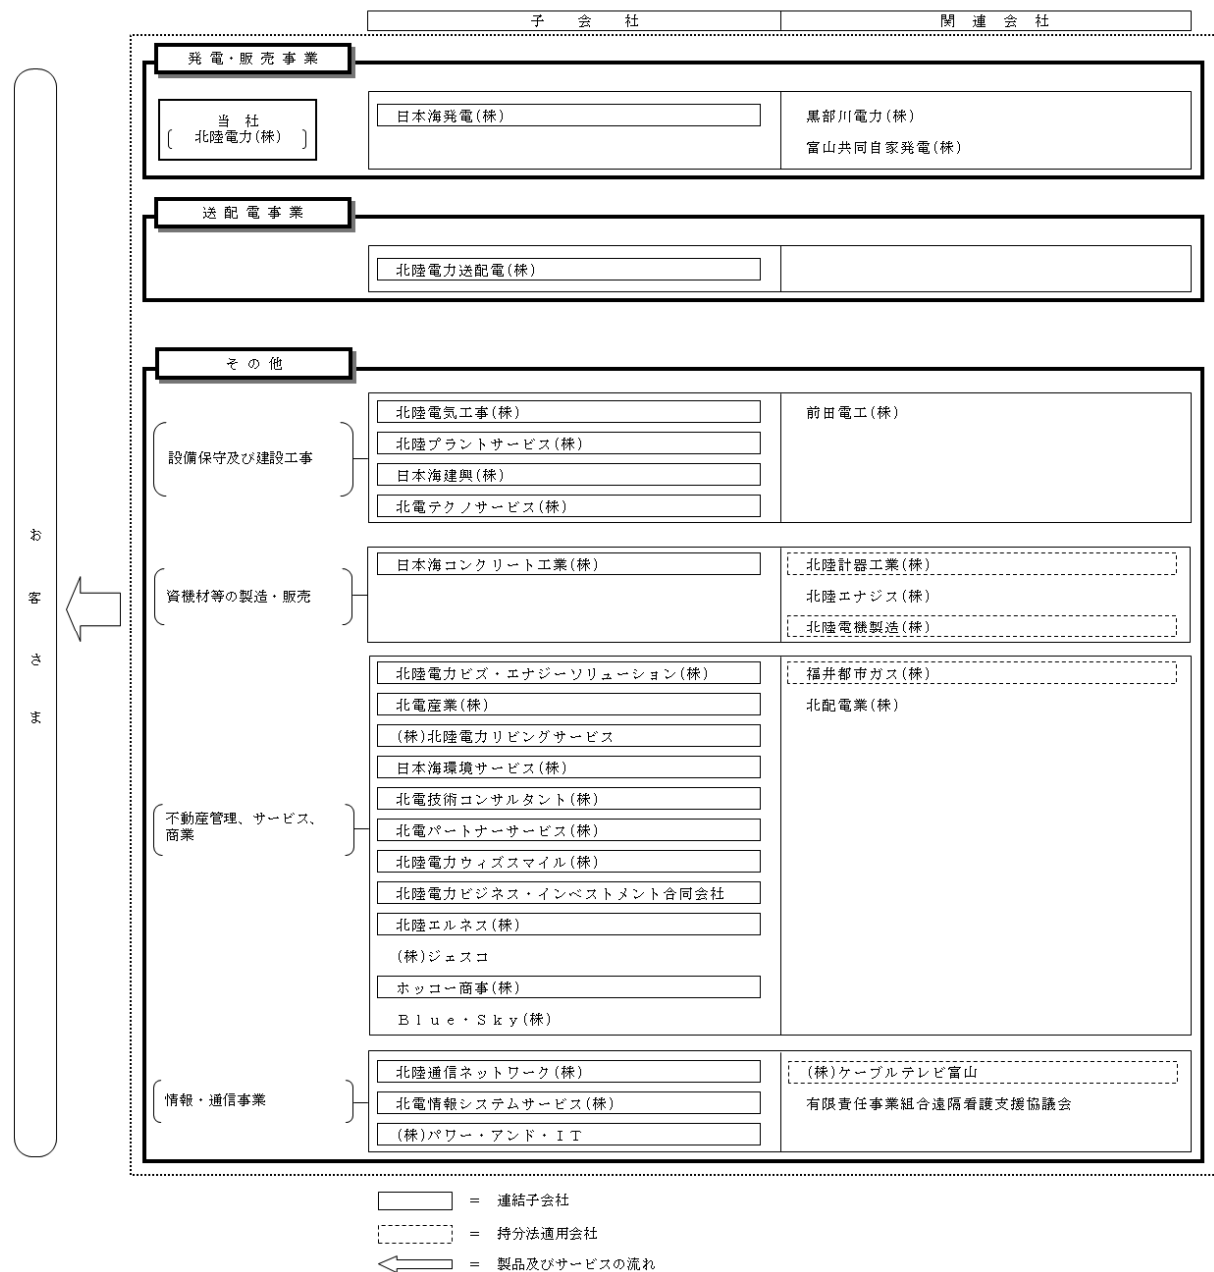 子 会 社
関 連 会 社
発 電・販 売 事 業
当 社
北陸電力(株)
日本海発電(株)
黒部川電力(株)
富山共同自家発電(株)
送 配 電 事 業
北陸電力送配電(株)
そ の 他
設備保守及び建設工事
北陸電気工事(株)
北陸プラントサービス(株)
日本海建興(株)
北電テクノサービス(株)
前田電工(株)
資機材等の製造・販売
日本海コンクリート工業(株)
北陸計器工業(株)
北陸エナジス(株)
北陸電機製造(株)
不動産管理、サービス、
商業
北陸電力ビズ・エナジーソリューション(株)
北電産業(株)
(株)北陸電力リビングサービス
日本海環境サービス(株)
北電技術コンサルタント(株)
北電パートナーサービス(株)
北陸電力ウィズスマイル(株)
北陸電力ビジネス・インベストメント合同会社
北陸エルネス(株)
(株)ジェスコ
ホッコー商事(株)
Ｂｌｕｅ・Ｓｋｙ(株)
福井都市ガス(株)
北配電業(株)
情報・通信事業
北陸通信ネットワーク(株)
北電情報システムサービス(株)
(株)パワー・アンド・ＩＴ
(株)ケーブルテレビ富山
有限責任事業組合遠隔看護支援協議会
お
客
さ
ま
＝ 連結子会社
＝ 持分法適用会社
＝ 製品及びサービスの流れ